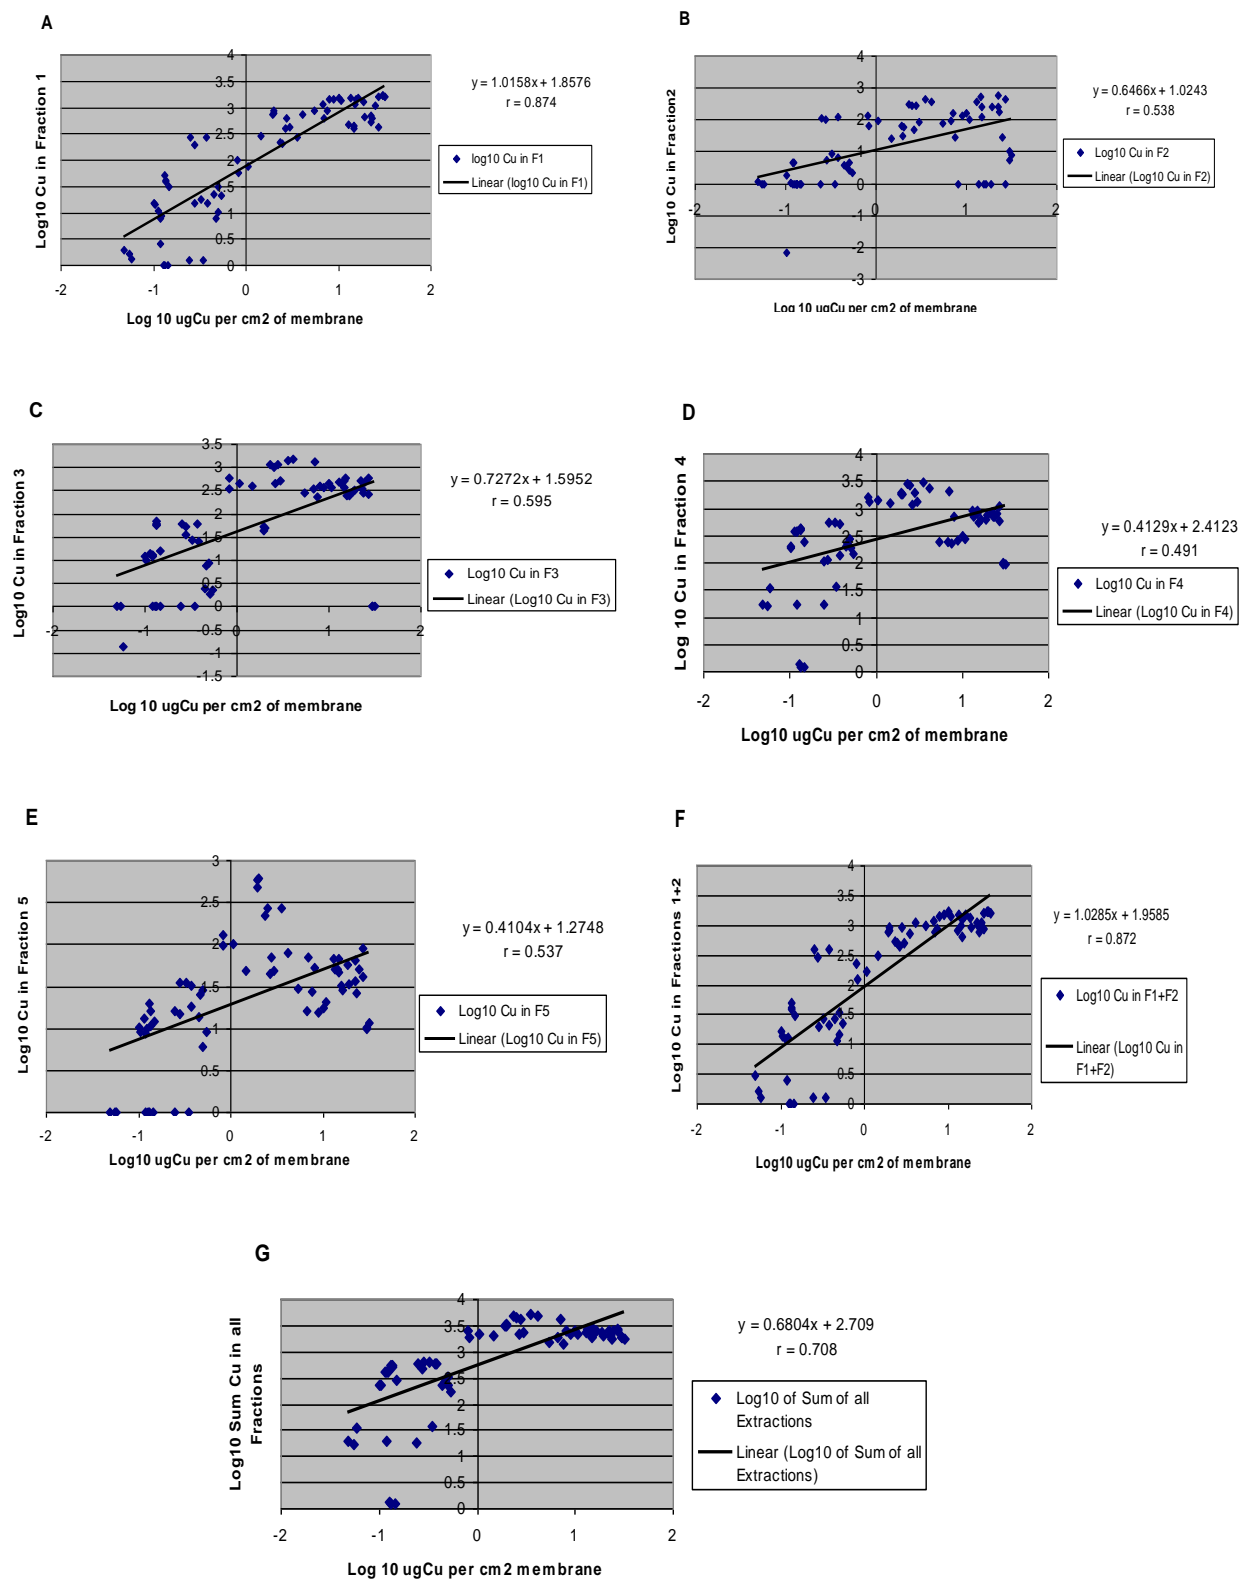 A
Log10 Cu in Fraction 1
4
3.5
3
2.5
2
1.5
1
0.5
0
-2 -1 0 1 2
Log 10 ugCu per cm2 of membrane
y = 1.0158x + 1.8576
r = 0.874
log10 Cu in F1
Linear (log10 Cu in F1)
B
Log10 Cu in Fraction2
4
3
2
1
0
-1
-2
-3
-2 -1 0 1 2
Log 10 ugCu per cm2 of membrane
y = 0.6466x + 1.0243
r = 0.538
Log10 Cu in F2
Linear (Log10 Cu in F2)
C
Log10 Cu in Fraction 3
3.5
3
2.5
2
1.5
1
0.5
0
-0.5
-1
-1.5
-2 -1 0 1 2
Log 10 ugCu per cm2 of membrane
y = 0.7272x + 1.5952
r = 0.595
Log10 Cu in F3
Linear (Log10 Cu in F3)
D
Log 10 Cu in Fraction 4
4
3.5
3
2.5
2
1.5
1
0.5
0
-2 -1 0 1 2
Log10 ugCu per cm2 of membrane
y = 0.4129x + 2.4123
r = 0.491
Log10 Cu in F4
Linear (Log10 Cu in F4)
E
Log10 Cu in Fraction 5
3
2.5
2
1.5
1
0.5
0
-2 -1 0 1 2
Log10 ugCu per cm2 of membrane
y = 0.4104x + 1.2748
r = 0.537
Log10 Cu in F5
Linear (Log10 Cu in F5)
F
Log10 Cu in Fractions 1+2
4
3.5
3
2.5
2
1.5
1
0.5
0
-2 -1 0 1 2
Log10 ugCu per cm2 of membrane
y = 1.0285x + 1.9585
r = 0.872
Log10 Cu in F1+F2
Linear (Log10 Cu in
F1+F2)
G
Log10 Sum Cu in all
Fractions
4
3.5
3
2.5
2
1.5
1
0.5
0
-2 -1 0 1 2
Log 10 ugCu per cm2 membrane
y = 0.6804x + 2.709
r = 0.708
Log10 of Sum of all
Extractions
Linear (Log10 of Sum of all
Extractions)